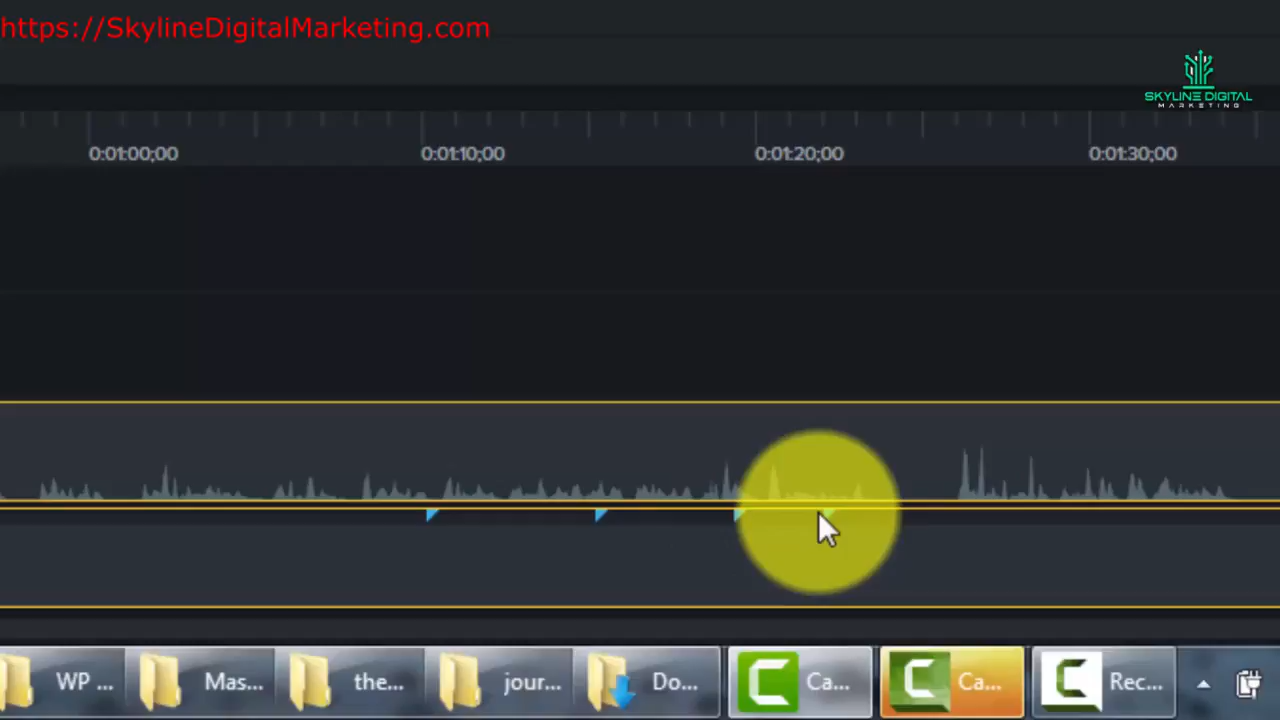 https://SkylineDigitalMarketing.com
SKYLINE DIGITAL
MARKETING
0:01:00;00 0:01:10;00 0:01:20;00 0:01:30;00
WP ... Mas... the... jour... Do... Ca... Ca... Rec...